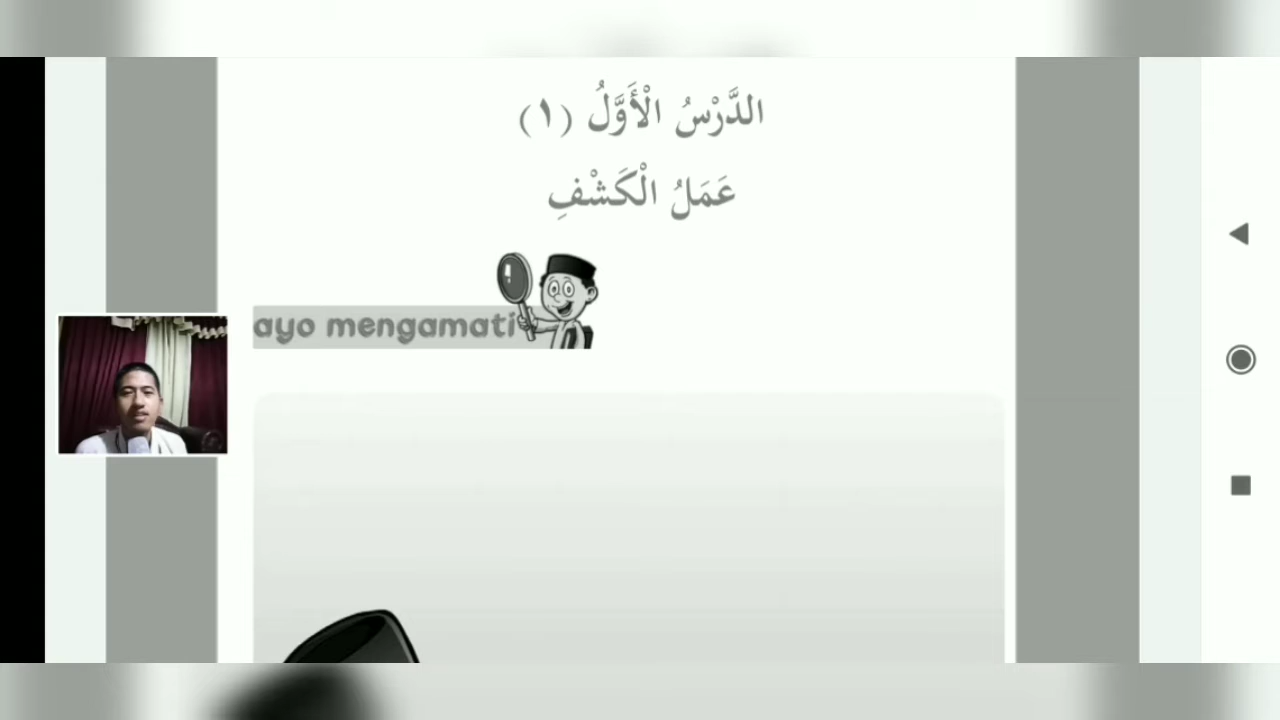 الدَّرْسُ الْأَوَّلُ (١)
عَمَلُ الْكَشْفِ
ayo mengamati